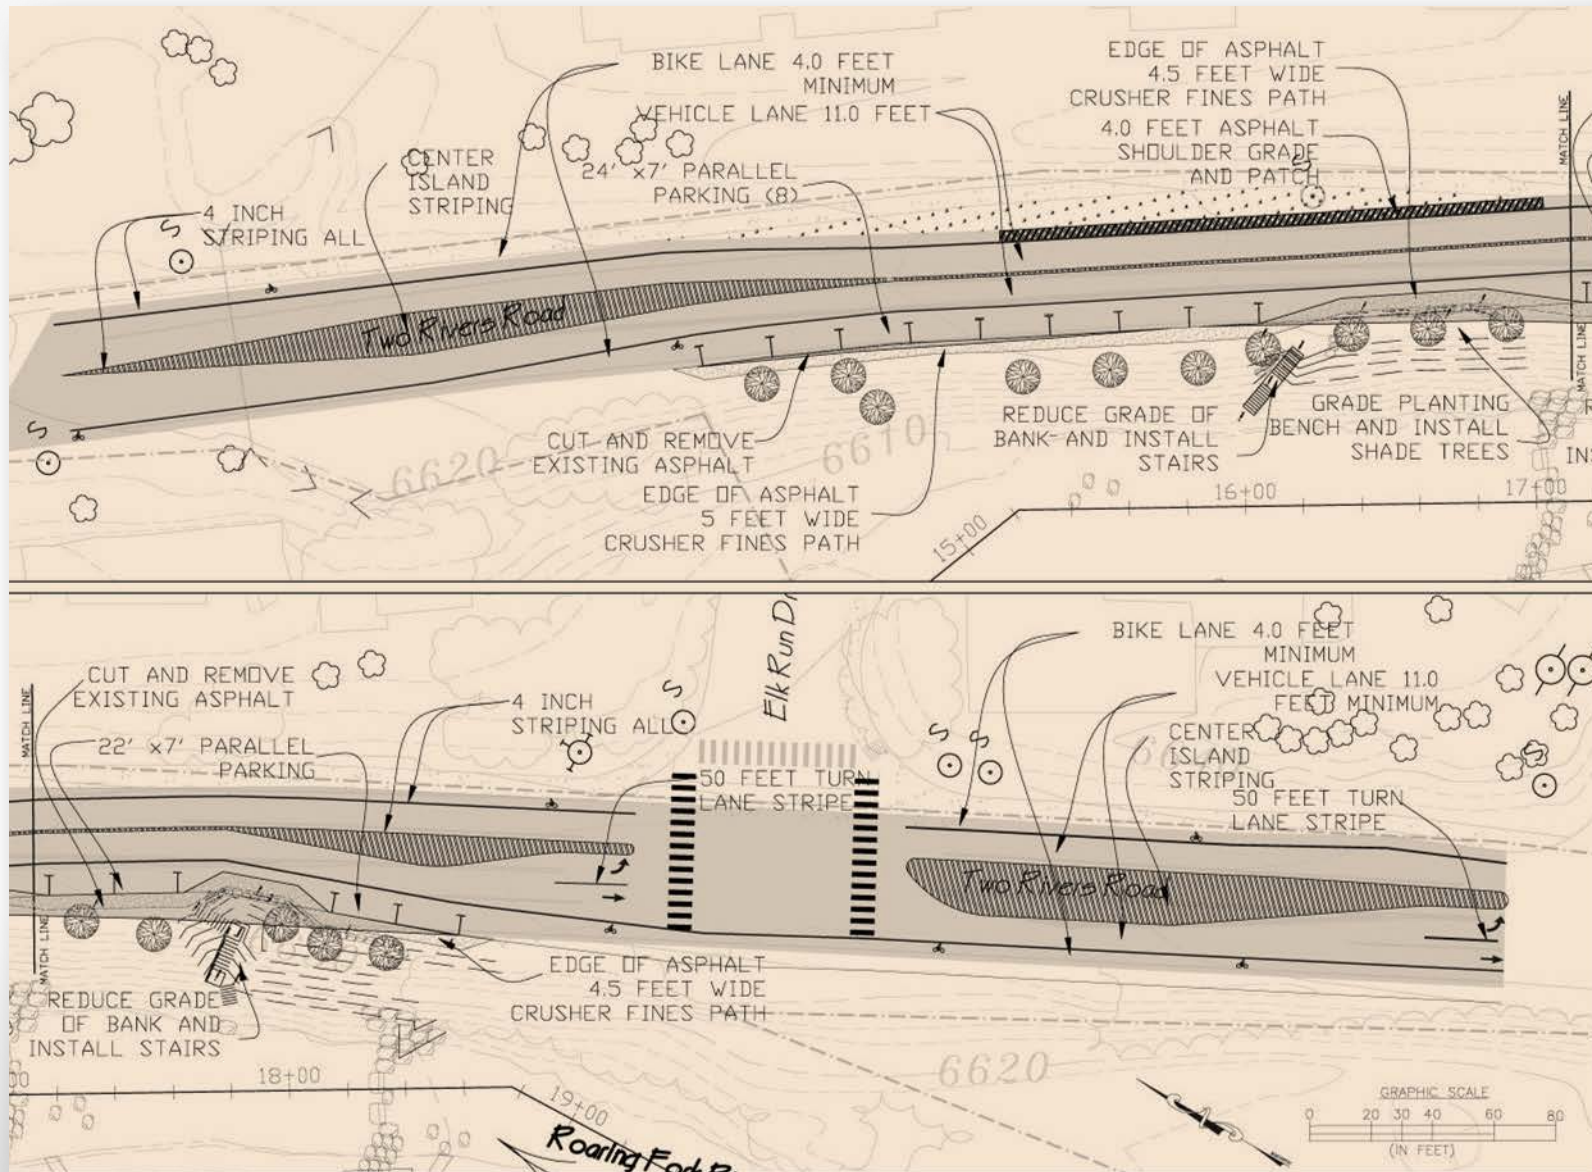 BIKE LANE 4.0 FEET
MINIMUM
VEHICLE LANE 11.0 FEET
EDGE OF ASPHALT
4.5 FEET WIDE
CRUSHER FINES PATH
4.0 FEET ASPHALT
SHOULDER GRADE
AND PATCH
MATCH LINE
CENTER
ISLAND
STRIPING
24' x7' PARALLEL
PARKING (8)
4 INCH
STRIPING ALL
S
Two Rivers Road
S
CUT AND REMOVE
EXISTING ASPHALT
6620
6610
REDUCE GRADE OF
BANK AND INSTALL
STAIRS
GRADE PLANTING
BENCH AND INSTALL
SHADE TREES
MATCH LINE
EDGE OF ASPHALT
5 FEET WIDE
CRUSHER FINES PATH
15+00
16+00
17+00
Elk Run
BIKE LANE 4.0 FEET
MINIMUM
VEHICLE LANE 11.0
FEET MINIMUM
CUT AND REMOVE
EXISTING ASPHALT
MATCH LINE
4 INCH
STRIPING ALL
S
22' x7' PARALLEL
PARKING
50 FEET TURN
LANE STRIPE
S
S
CENTER
ISLAND
STRIPING
S
50 FEET TURN
LANE STRIPE
Two Rivers Road
MATCH LINE
EDGE OF ASPHALT
4.5 FEET WIDE
CRUSHER FINES PATH
REDUCE GRADE
OF BANK AND
INSTALL STAIRS
18+00
19+00
6620
Roaring Fork
GRAPHIC SCALE
0 20 30 40 60 80
(IN FEET)